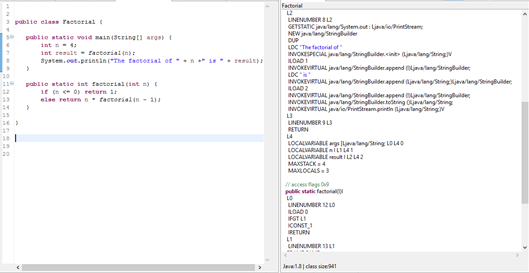 1
2
3 public class Factorial {
4
5 public static void main(String[] args) {
6 int n = 4;
7 int result = factorial(n);
8 System.out.println("The factorial of " + n +" is " + result);
9 }
10
11 public static int factorial(int n) {
12 if (n <= 0) return 1;
13 else return n * factorial(n - 1);
14 }
15
16 }
17
18
19
20
Factorial
L2
LINENUMBER 8 L2
GETSTATIC java/lang/System.out : Ljava/io/PrintStream;
NEW java/lang/StringBuilder
DUP
LDC "The factorial of "
INVOKESPECIAL java/lang/StringBuilder.<init> (Ljava/lang/String;)V
ILOAD 1
INVOKEVIRTUAL java/lang/StringBuilder.append (I)Ljava/lang/StringBuilder;
LDC " is "
INVOKEVIRTUAL java/lang/StringBuilder.append (Ljava/lang/String;)Ljava/lang/StringBuilder;
ILOAD 2
INVOKEVIRTUAL java/lang/StringBuilder.append (I)Ljava/lang/StringBuilder;
INVOKEVIRTUAL java/lang/StringBuilder.toString ()Ljava/lang/String;
INVOKEVIRTUAL java/io/PrintStream.println (Ljava/lang/String;)V
L3
LINENUMBER 9 L3
RETURN
L4
LOCALVARIABLE args [Ljava/lang/String; L0 L4 0
LOCALVARIABLE n I L1 L4 1
LOCALVARIABLE result I L2 L4 2
MAXSTACK = 4
MAXLOCALS = 3
// access flags 0x9
public static factorial(I)I
L0
LINENUMBER 12 L0
ILOAD 0
IFGT L1
ICONST_1
IRETURN
L1
LINENUMBER 13 L1
Java:1.8 | class size:941